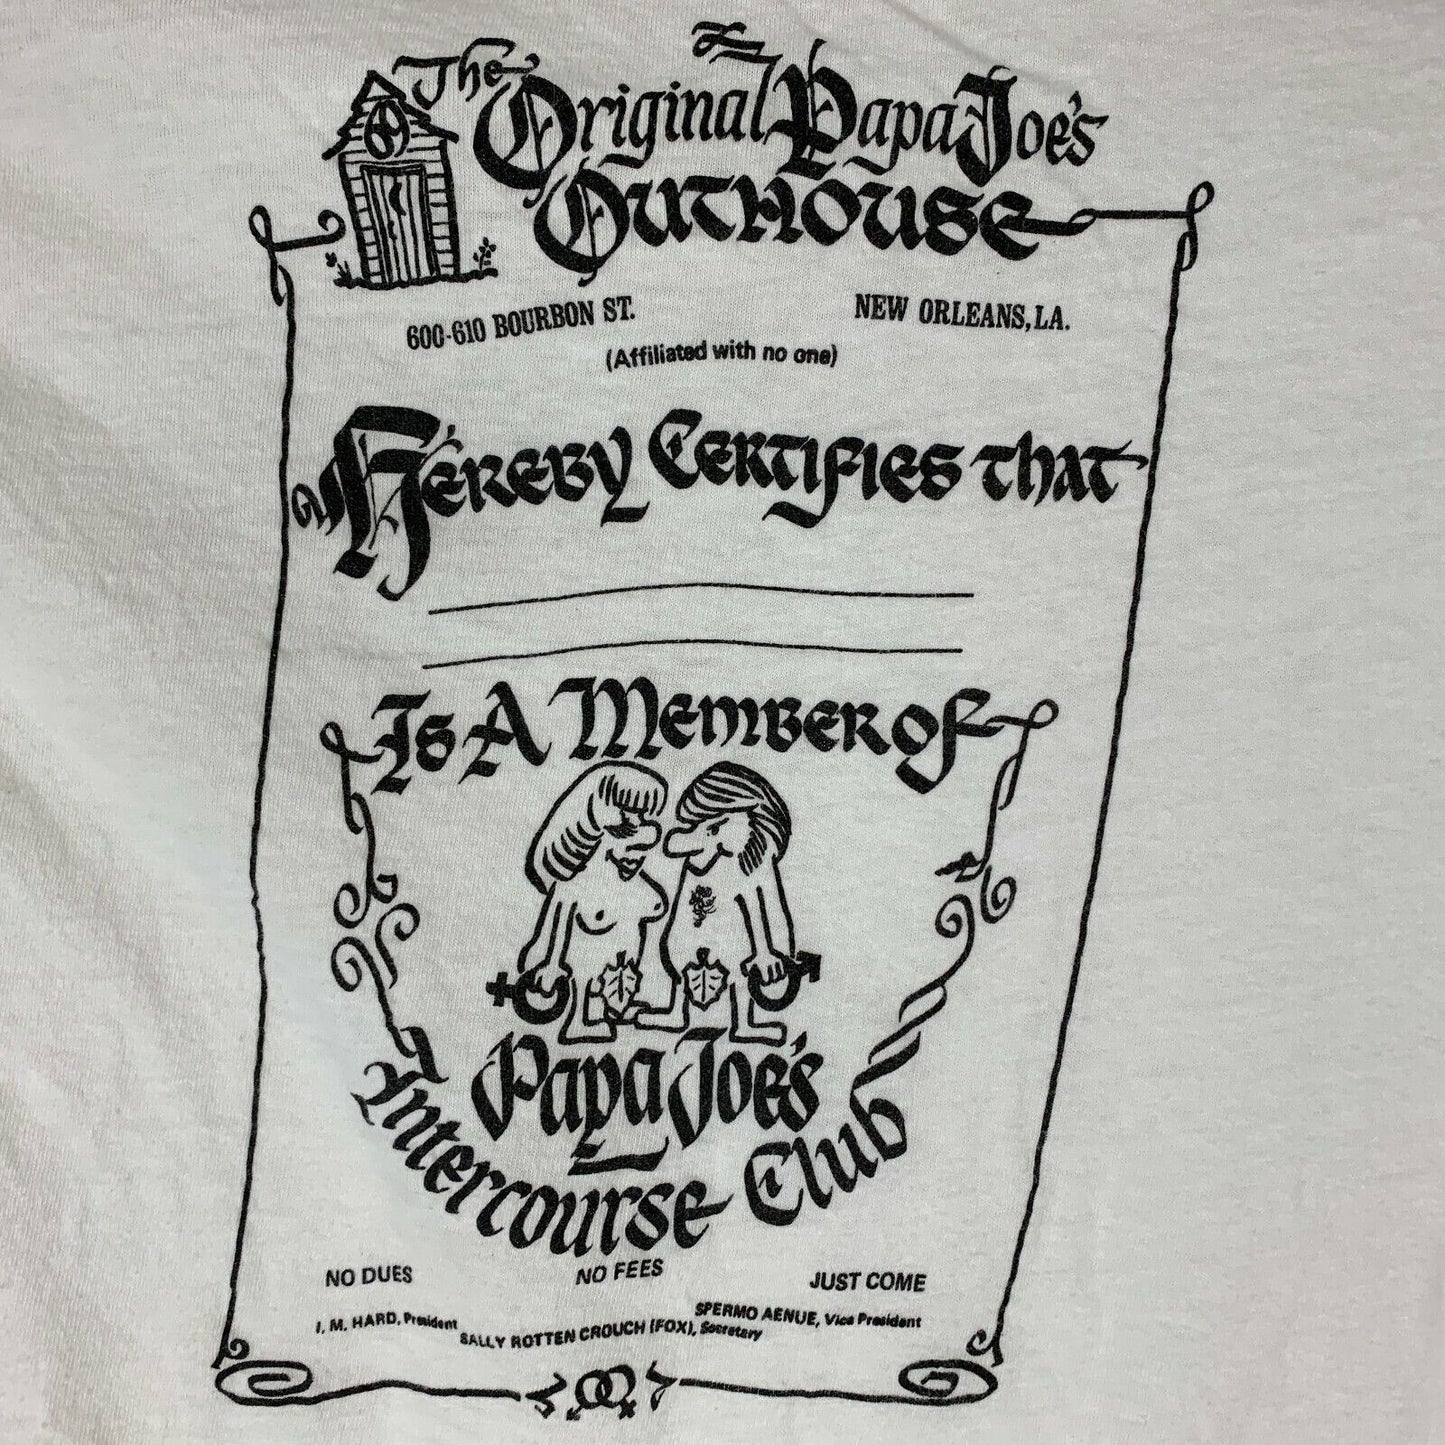 The Original Papa Joe's
69
Outhouse
600-610 BOURBON ST. NEW ORLEANS, LA.
(Affiliated with no one)
Hereby Certifies that
Is A Member of
Papa Joe's
Intercourse Club
NO DUES NO FEES JUST COME
I. M. HARD, President SPERMO AENUE, Vice President
SALLY ROTTEN CROUCH (FOX), Secretary